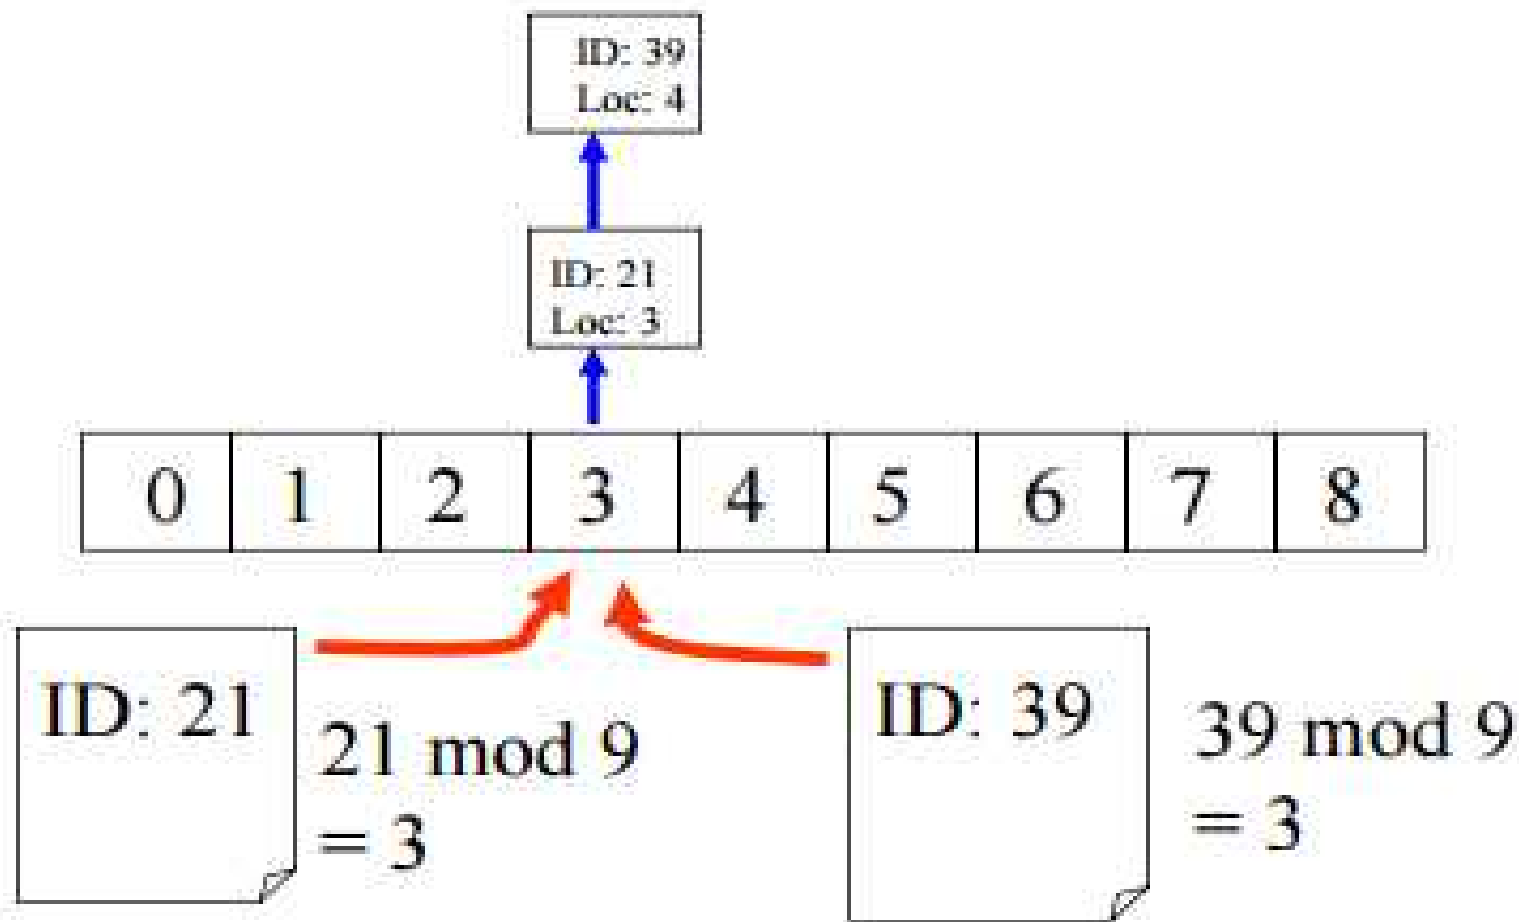 ID: 39
Loc: 4
ID: 21
Loc: 3
0 1 2 3 4 5 6 7 8
ID: 21
21 mod 9
= 3
ID: 39
39 mod 9
= 3